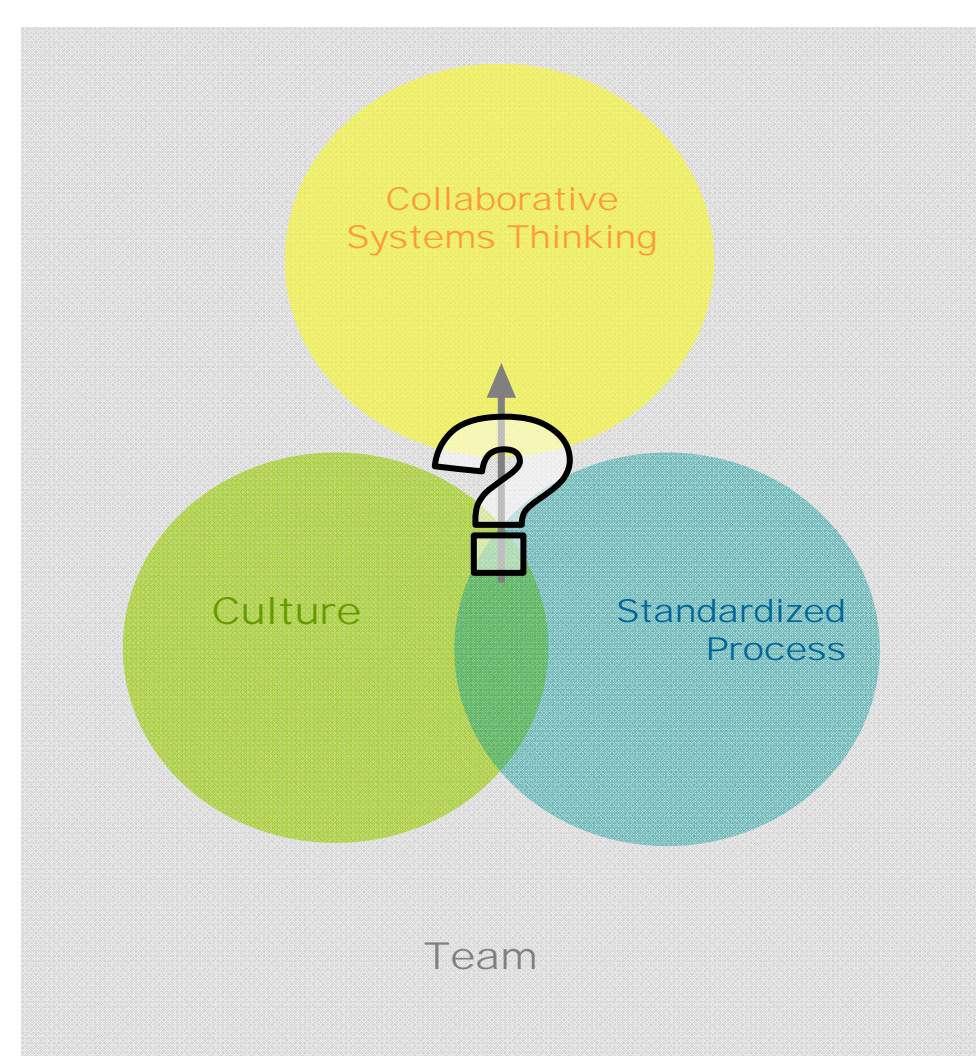 Collaborative
Systems Thinking
?
Culture
Standardized
Process
Team